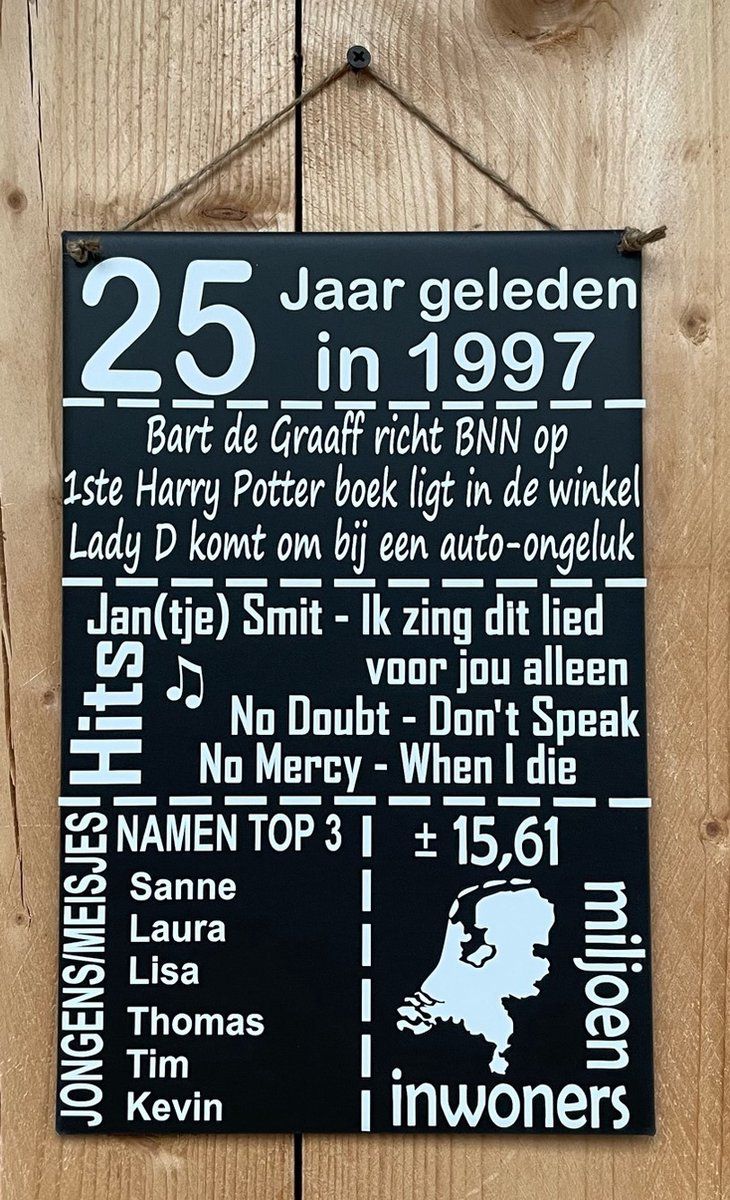 25 Jaar geleden
in 1997
Bart de Graaff richt BNN op
1ste Harry Potter boek ligt in de winkel
Lady D komt om bij een auto-ongeluk
Hits
Jan(tje) Smit - Ik zing dit lied
voor jou alleen
No Doubt - Don't Speak
No Mercy - When I die
JONGENS/MEISJES
NAMEN TOP 3
Sanne
Laura
Lisa
Thomas
Tim
Kevin
± 15,61
miljoen
inwoners